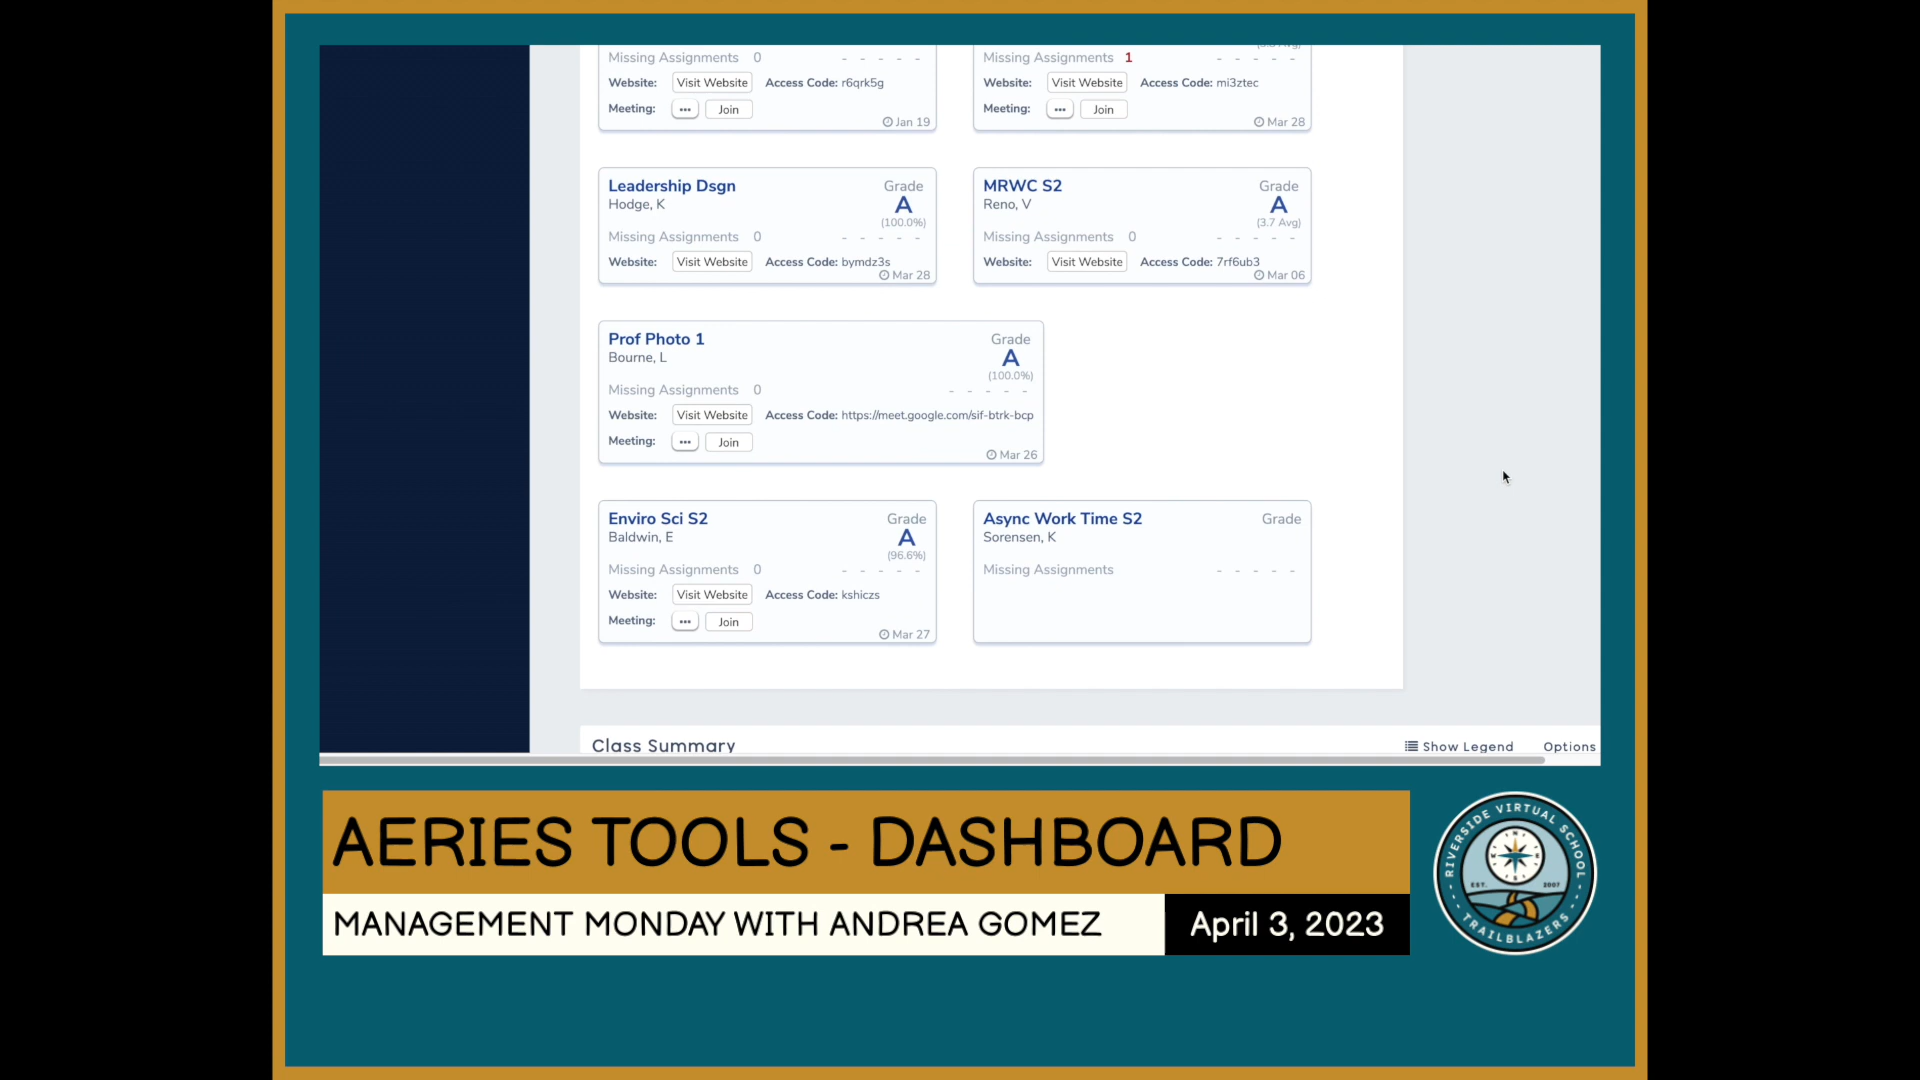 Missing Assignments 0 - - - - -
Website: Visit Website Access Code: r6qrk5g
Meeting: ••• Join
Jan 19
Missing Assignments 1 - - - - -
Website: Visit Website Access Code: mi3ztec
Meeting: ••• Join
Mar 28
Leadership Dsgn Grade
Hodge, K A
(100.0%)
Missing Assignments 0 - - - - -
Website: Visit Website Access Code: bymdz3s
Mar 28
MRWC S2 Grade
Reno, V A
(3.7 Avg)
Missing Assignments 0 - - - - -
Website: Visit Website Access Code: 7rf6ub3
Mar 06
Prof Photo 1 Grade
Bourne, L A
(100.0%)
Missing Assignments 0 - - - - -
Website: Visit Website Access Code: https://meet.google.com/sif-btrk-bcp
Meeting: ••• Join
Mar 26
Enviro Sci S2 Grade
Baldwin, E A
(96.6%)
Missing Assignments 0 - - - - -
Website: Visit Website Access Code: kshiczs
Meeting: ••• Join
Mar 27
Async Work Time S2 Grade
Sorensen, K
Missing Assignments - - - - -
Class Summary Show Legend Options
AERIES TOOLS - DASHBOARD
MANAGEMENT MONDAY WITH ANDREA GOMEZ April 3, 2023
RIVERSIDE VIRTUAL SCHOOL
N
W E
S
EST. 2007
TRAILBLAZERS